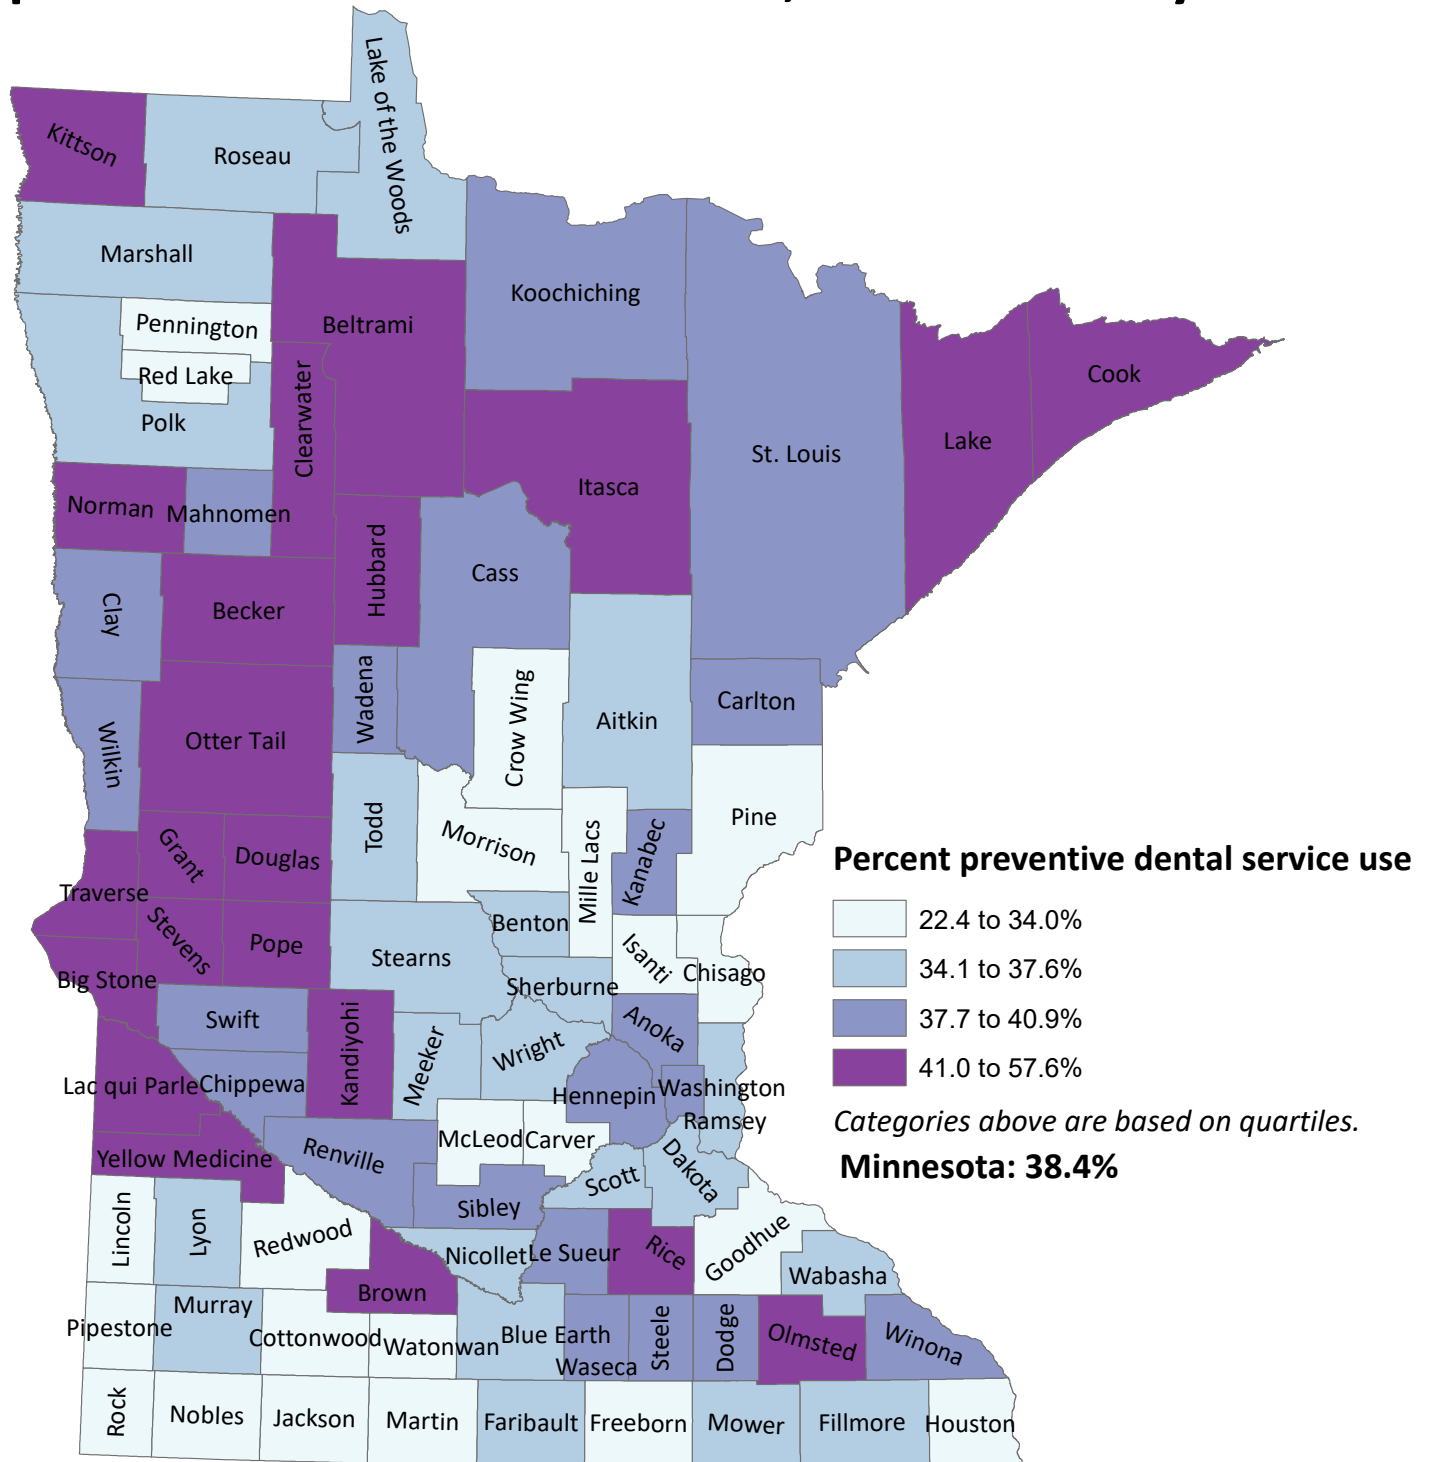 Lake of the Woods
Kittson
Roseau
Marshall
Koochiching
Pennington
Beltrami
Red Lake
Cook
Polk
Clearwater
Lake
St. Louis
Itasca
Norman
Mahnomen
Hubbard
Cass
Clay
Becker
Wadena
Carlton
Crow Wing
Aitkin
Otter Tail
Wilkin
Todd
Pine
Morrison
Grant
Douglas
Mille Lacs
Kanabec
Traverse
Stevens
Pope
Benton
Stearns
Isanti
Chisago
Big Stone
Sherburne
Swift
Kandiyohi
Anoka
Meeker
Wright
Lac qui Parle
Chippewa
Hennepin
Washington
Ramsey
McLeod
Carver
Renville
Yellow Medicine
Dakota
Scott
Sibley
Lincoln
Lyon
Redwood
Nicollet
Le Sueur
Rice
Goodhue
Wabasha
Brown
Murray
Pipestone
Cottonwood
Watonwan
Blue Earth
Waseca
Steele
Dodge
Olmsted
Winona
Rock
Nobles
Jackson
Martin
Faribault
Freeborn
Mower
Fillmore
Houston
Percent preventive dental service use
22.4 to 34.0%
34.1 to 37.6%
37.7 to 40.9%
41.0 to 57.6%
Categories above are based on quartiles.
Minnesota: 38.4%